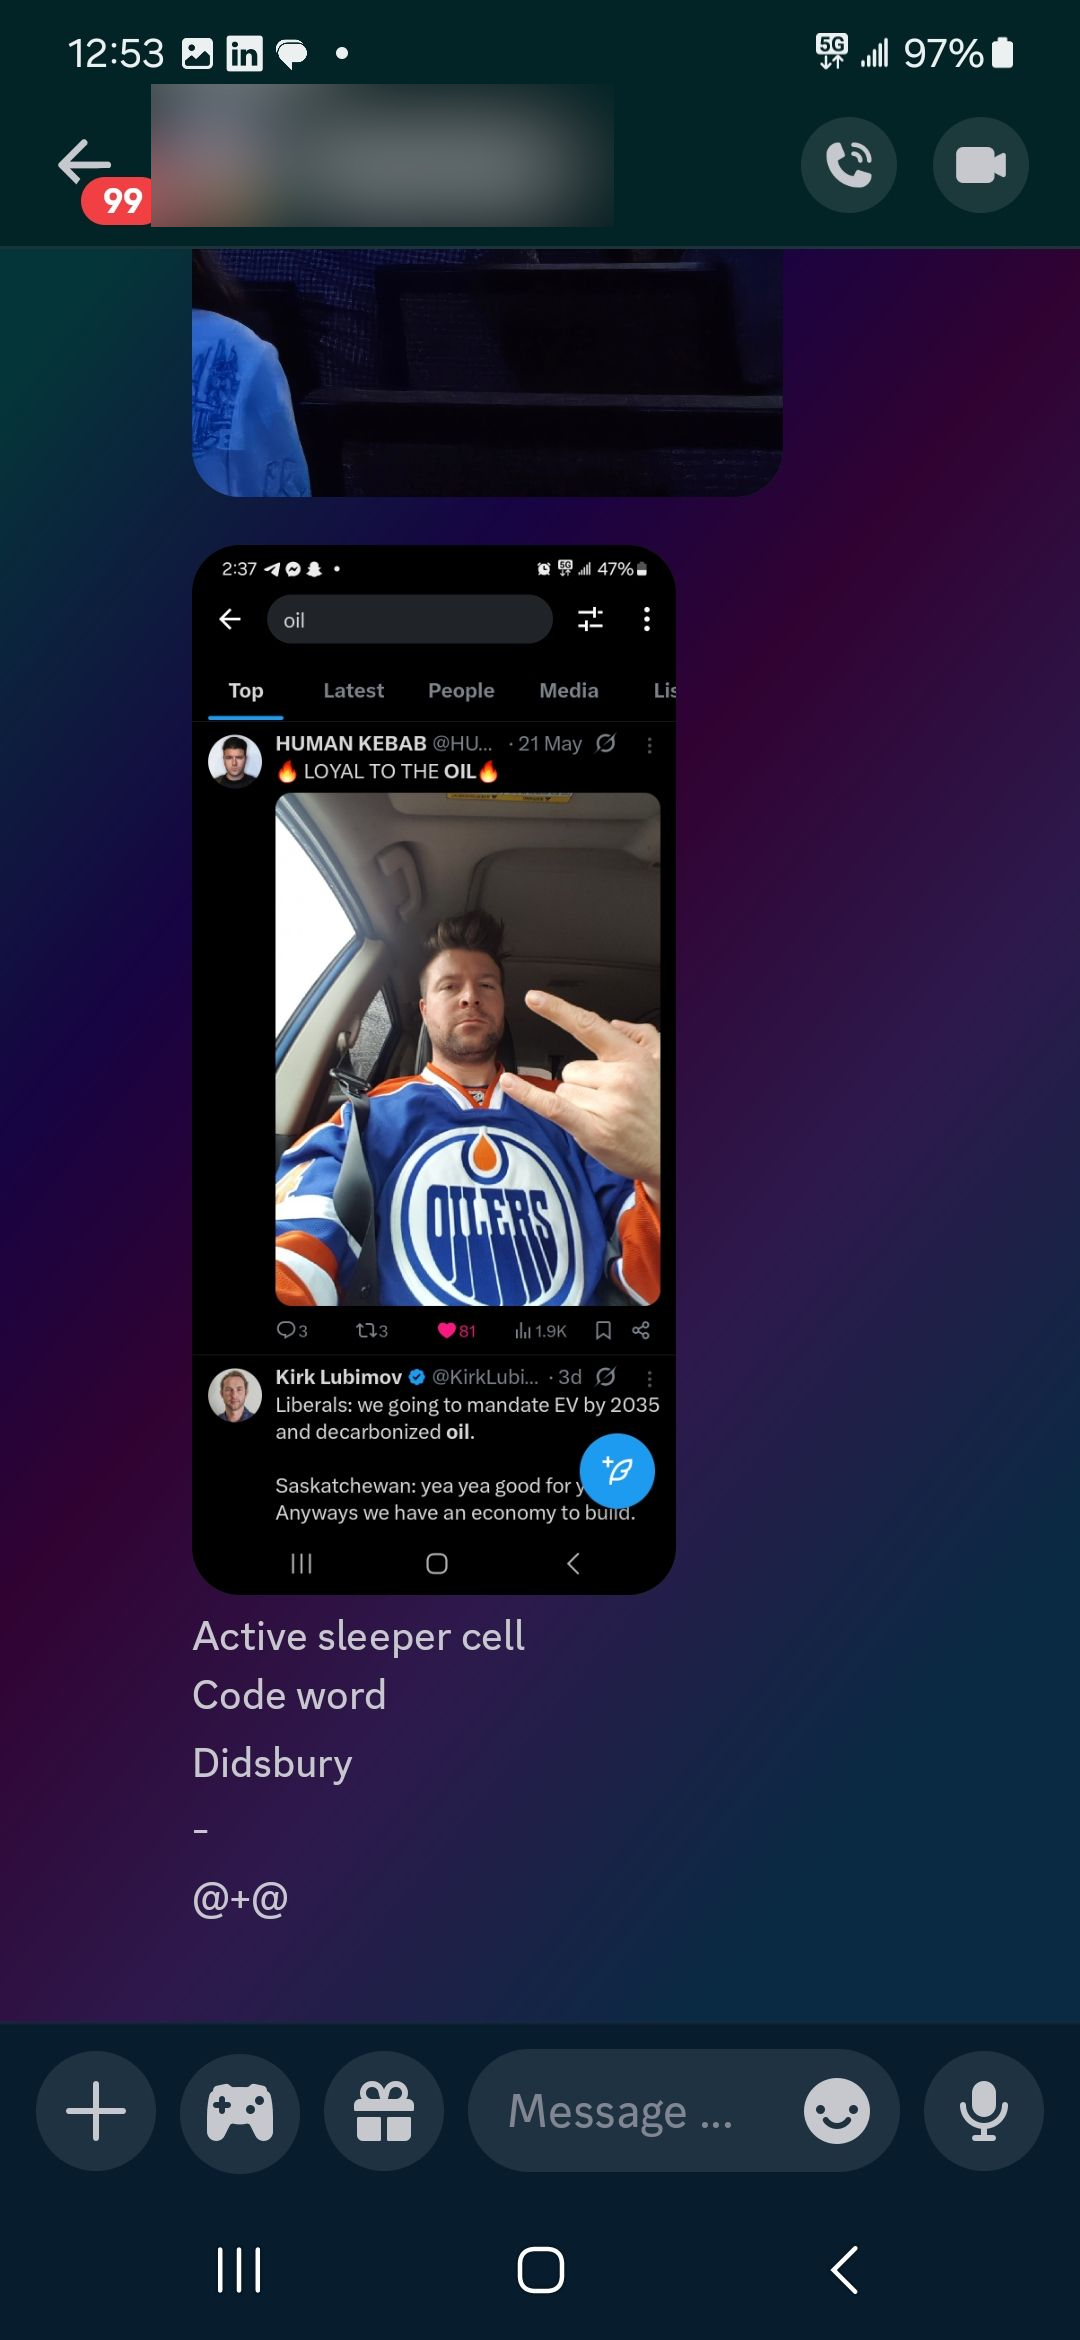 12:53
5G
97%
99
2:37
5G
47%
oil
Top Latest People Media Lis
HUMAN KEBAB @HU... · 21 May
🔥 LOYAL TO THE OIL🔥
OILERS
3 3 81 1.9K
Kirk Lubimov @KirkLubi... · 3d
Liberals: we going to mandate EV by 2035
and decarbonized oil.
Saskatchewan: yea yea good for y
Anyways we have an economy to build.
Active sleeper cell
Code word
Didsbury
-
@+@
Message ...